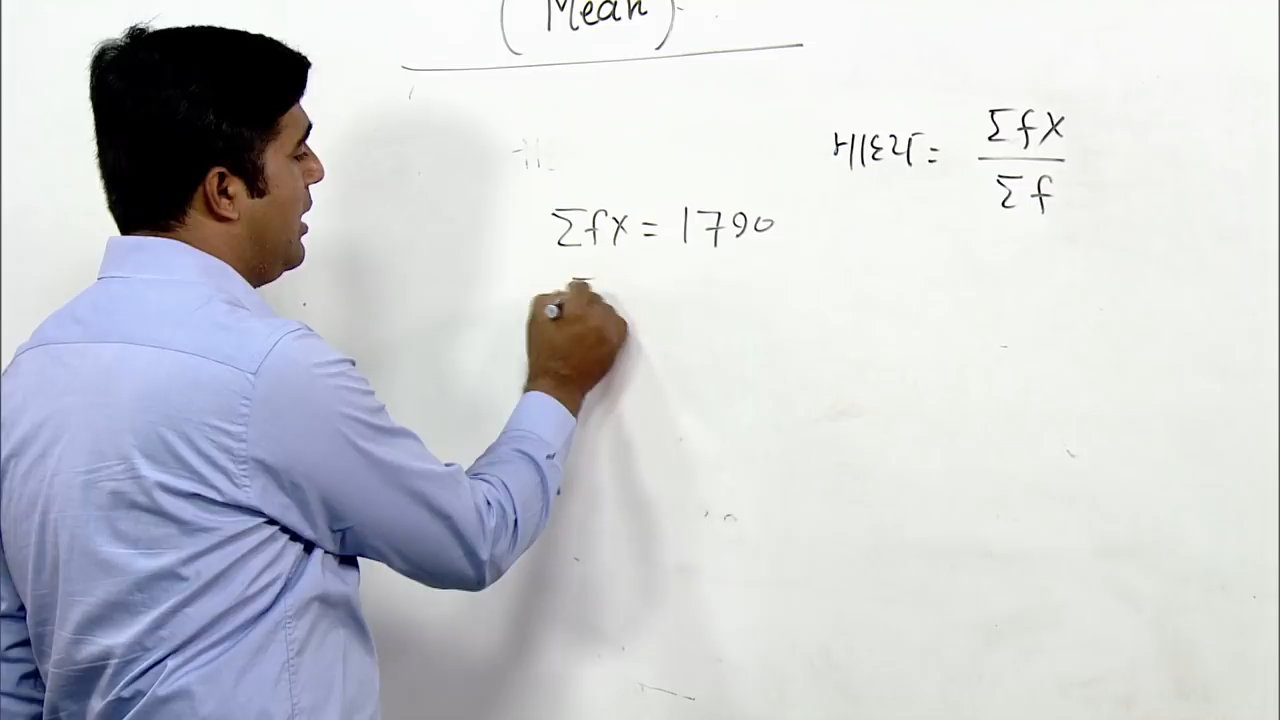 (Mean)
माध्य = Σfx / Σf
Σfx = 1790